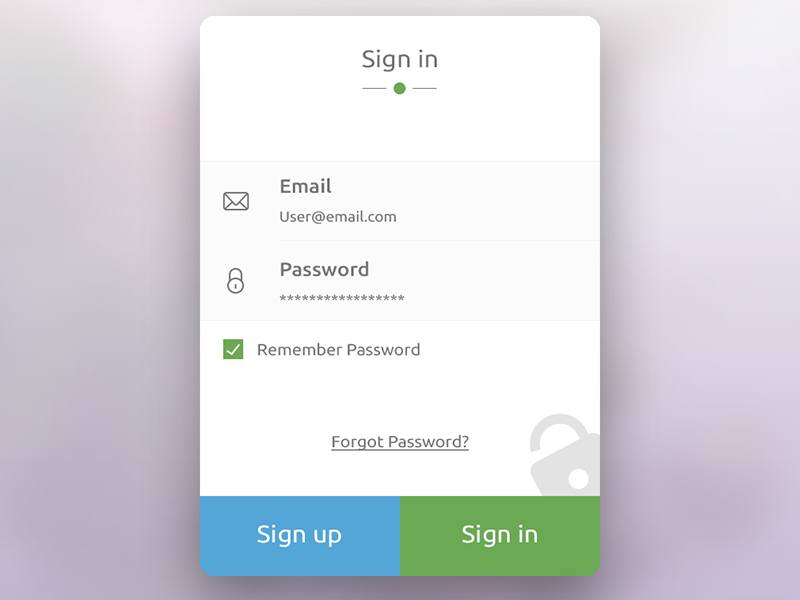 Sign in
Email
User@email.com
Password
*****************
Remember Password
Forgot Password?
Sign up
Sign in